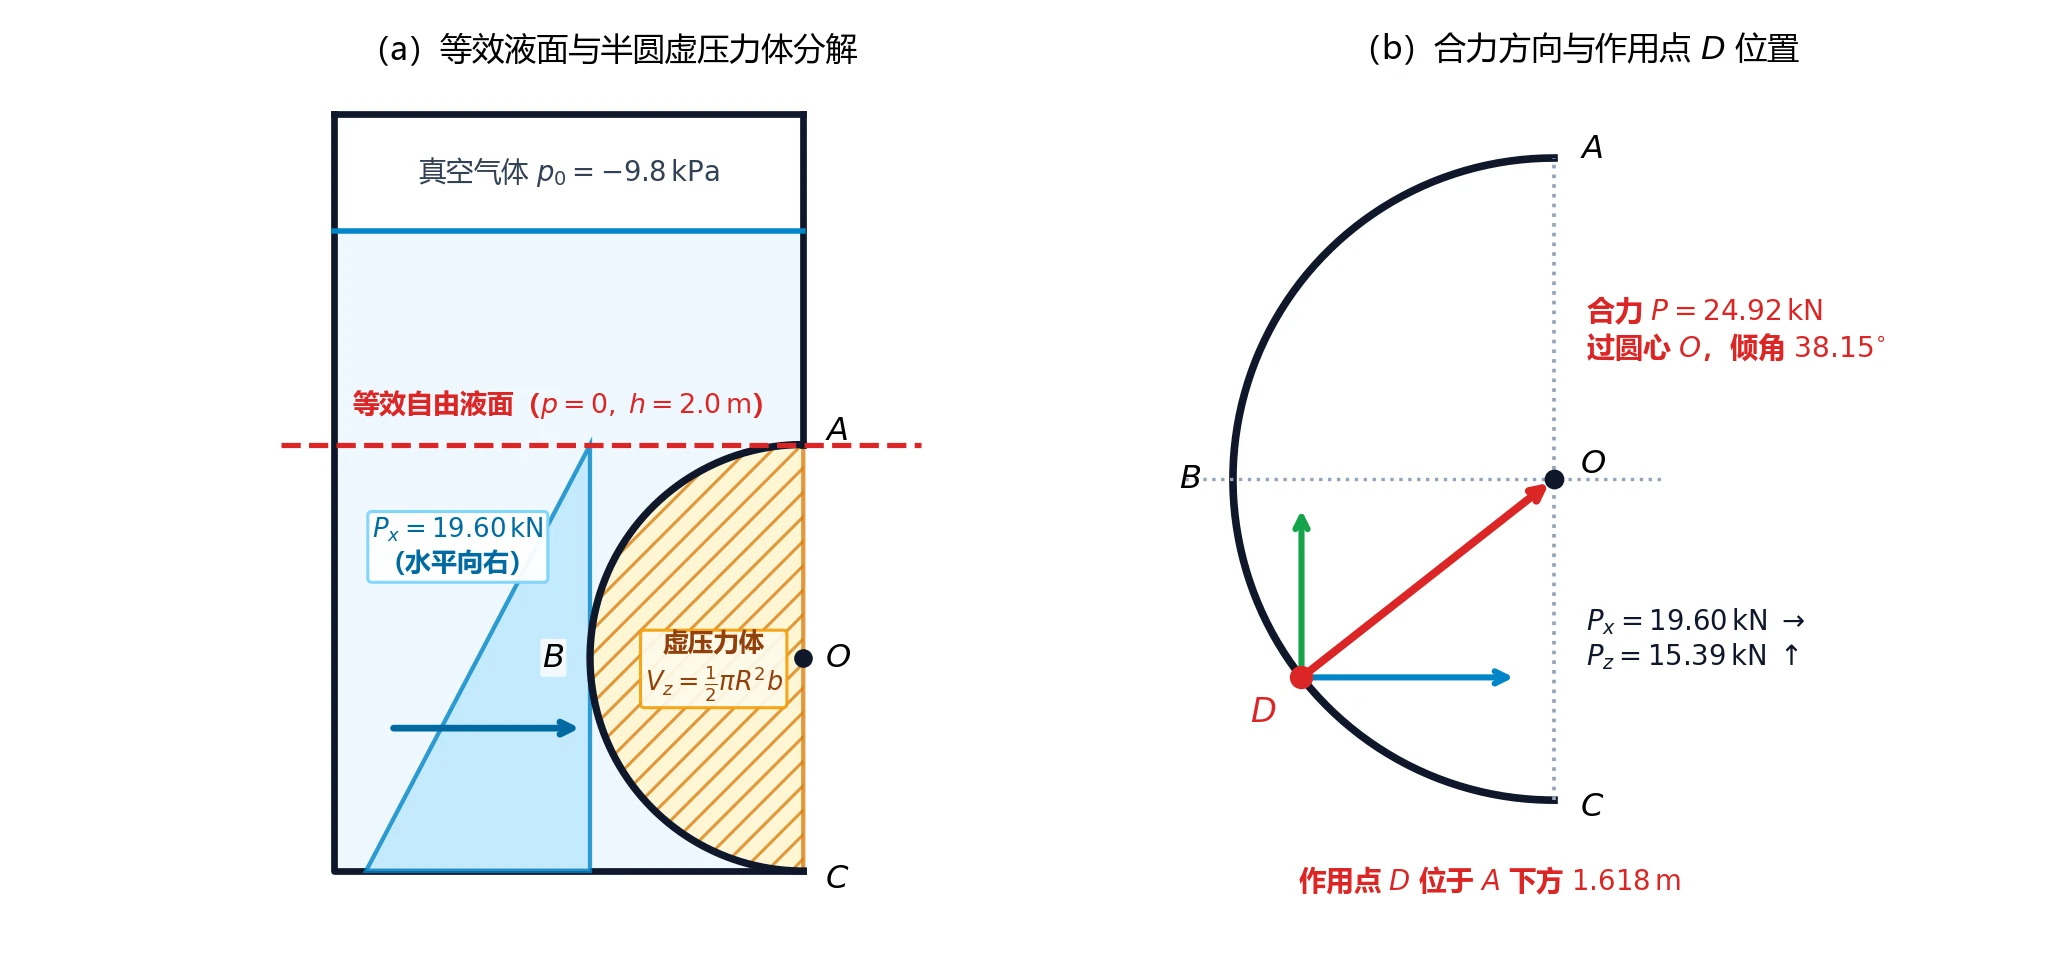 （a）等效液面与半圆虚压力体分解
真空气体 p₀ = −9.8 kPa
等效自由液面（p = 0, h = 2.0 m）
A
Pₓ = 19.60 kN
（水平向右）
B
虚压力体
V_z = ½πR²b
O
C
（b）合力方向与作用点 D 位置
A
合力 P = 24.92 kN
过圆心 O，倾角 38.15°
B
O
Pₓ = 19.60 kN →
P_z = 15.39 kN ↑
D
C
作用点 D 位于 A 下方 1.618 m